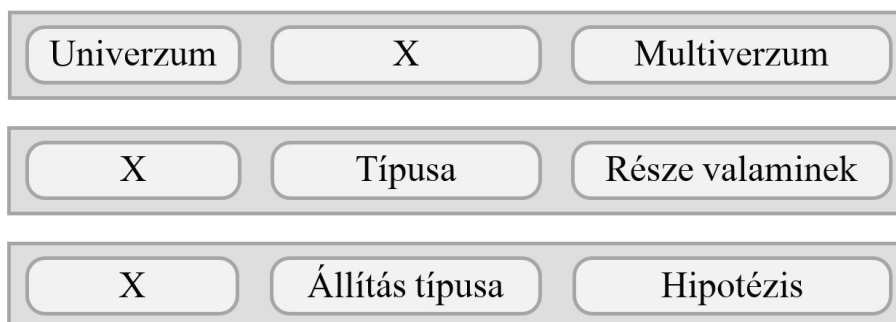 Univerzum X Multiverzum
X Típusa Része valaminek
X Állítás típusa Hipotézis